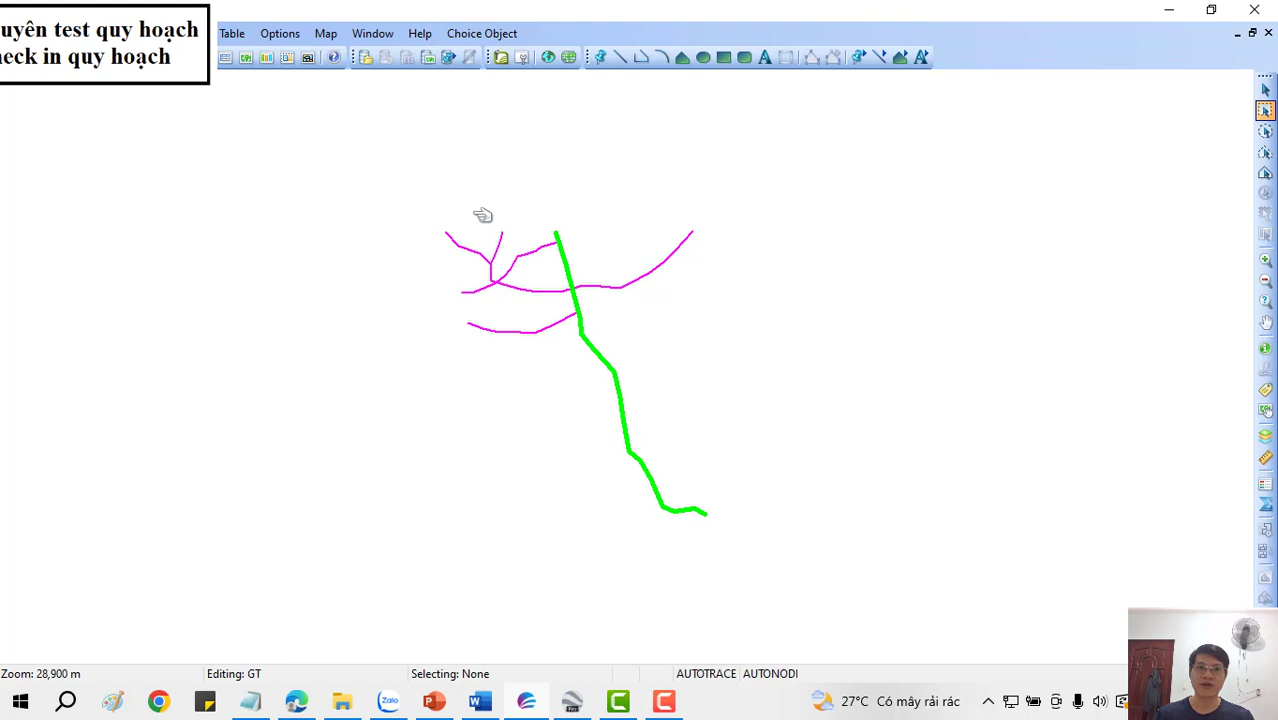 uyên test quy hoạch
eck in quy hoạch
Table Options Map Window Help Choice Object
Zoom: 28,900 m Editing: GT Selecting: None AUTOTRACE AUTONODI
27°C Có mây rải rác